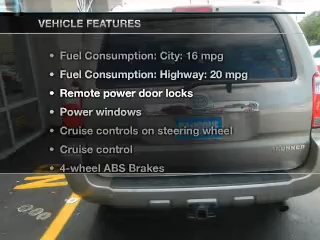 VEHICLE FEATURES
• Fuel Consumption: City: 16 mpg
• Fuel Consumption: Highway: 20 mpg
• Remote power door locks
• Power windows
• Cruise controls on steering wheel
• Cruise control
• 4-wheel ABS Brakes
4RUNNER